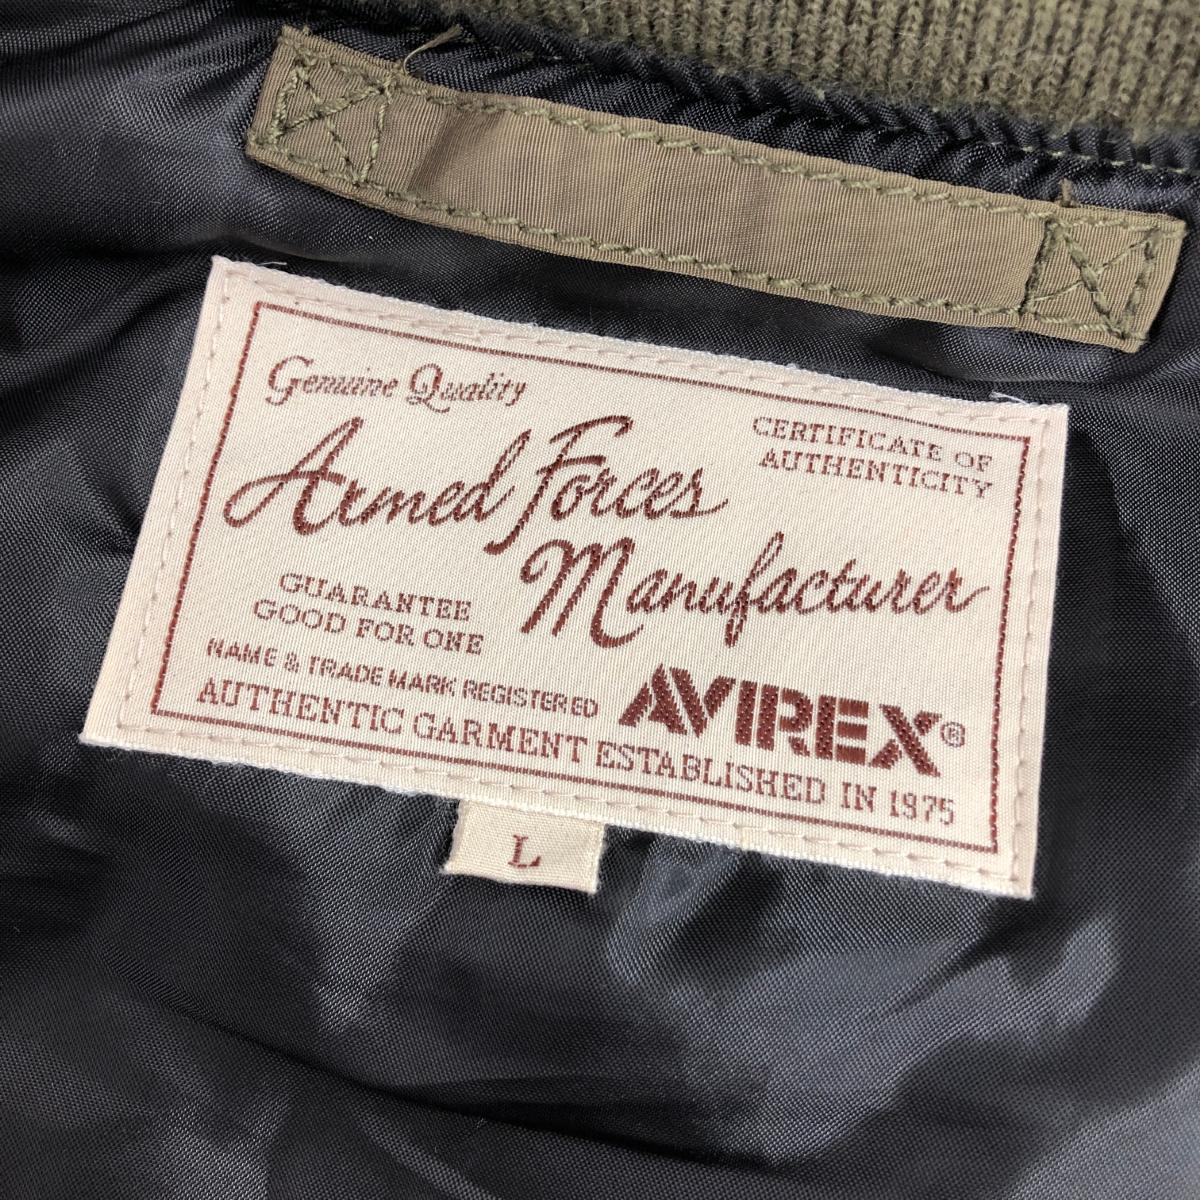 Genuine Quality
CERTIFICATE OF
AUTHENTICITY
Armed Forces
Manufacturer
GUARANTEE
GOOD FOR ONE
NAME & TRADE MARK REGISTERED
AVIREX®
AUTHENTIC GARMENT ESTABLISHED IN 1975
L